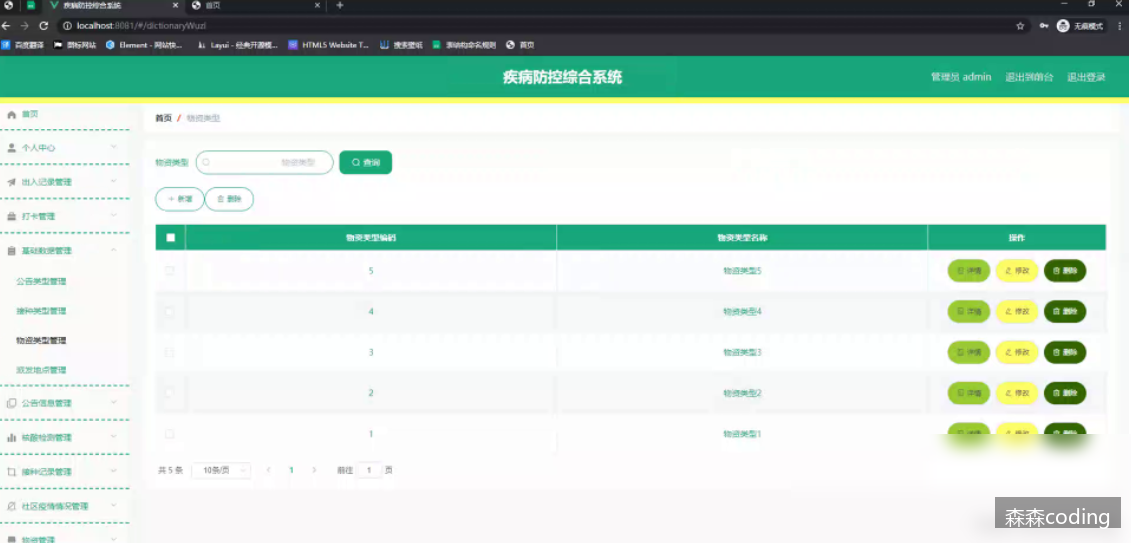 疾病防控综合系统
首页
localhost:8081/#/dictionaryWuzi
无痕模式
百度翻译
图标网站
Element - 网站快...
Layui - 经典开源模...
HTML5 Website T...
搜索壁纸
驱动的命名规则
首页
疾病防控综合系统
管理员 admin
退出到前台
退出登录
首页
个人中心
出入记录管理
打卡管理
基础数据管理
公告类型管理
接种类型管理
物资类型管理
公告信息管理
核酸检测管理
接种记录管理
社区疫情情况管理
物资管理
首页 / 物资类型
物资类型
物资类型
查询
+ 新增
删除
物资类型编码
物资类型名称
操作
5
物资类型5
详情
修改
删除
4
物资类型4
详情
修改
删除
3
物资类型3
详情
修改
删除
2
物资类型2
详情
修改
删除
1
物资类型1
详情
修改
删除
共 5 条
10条/页
1
前往 1 页
森森coding